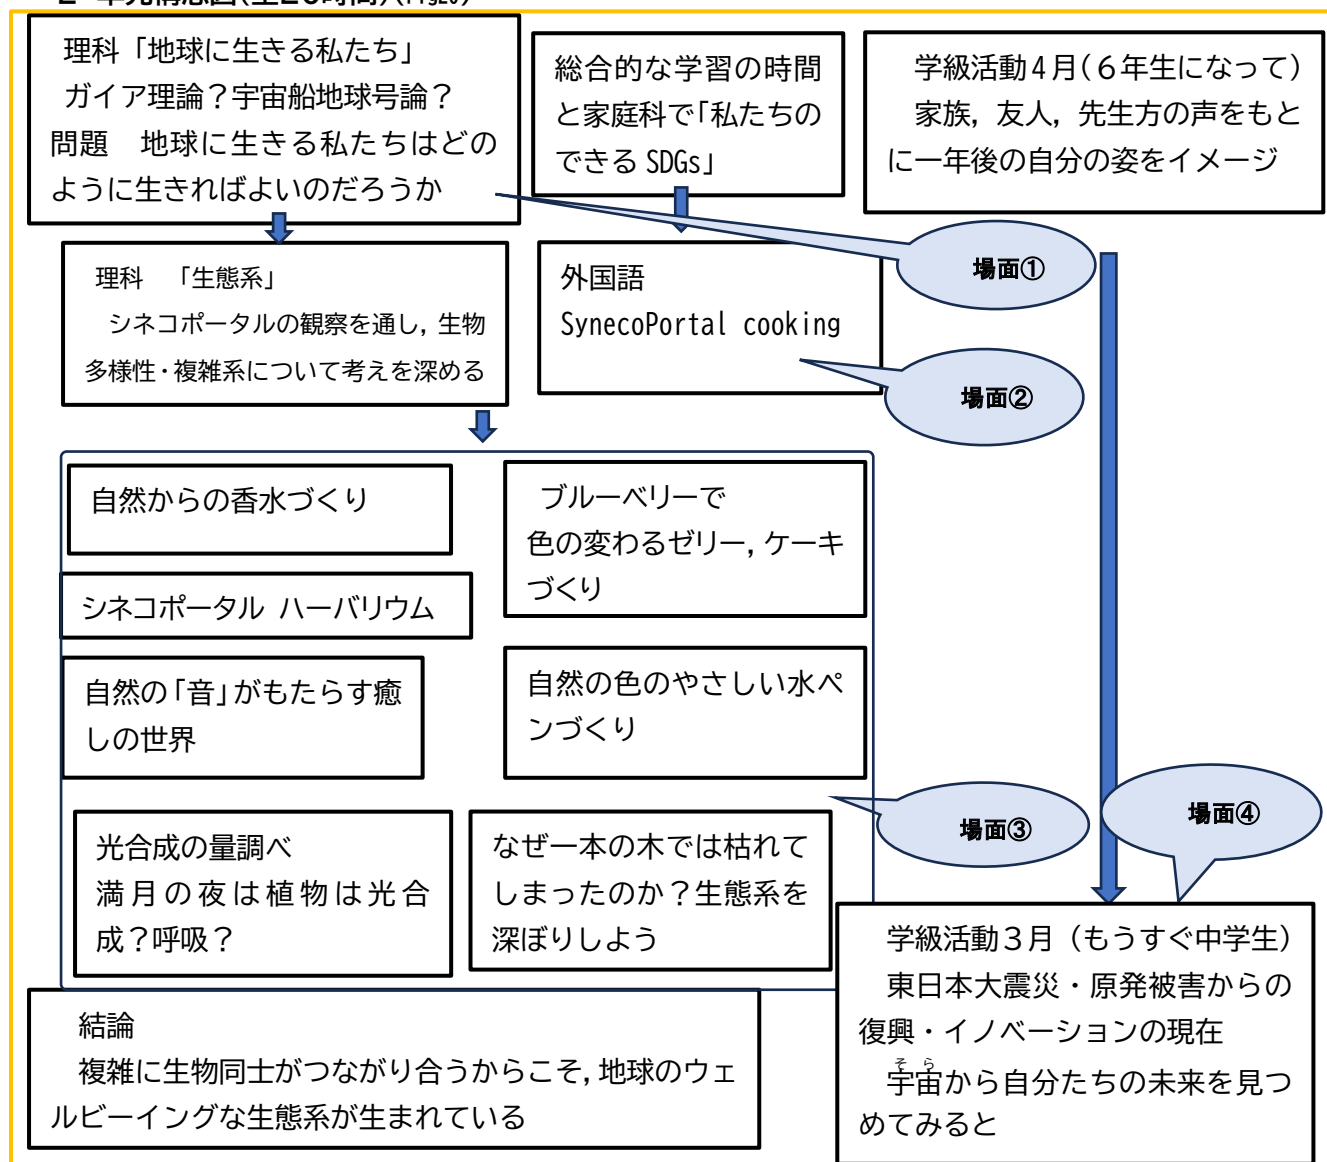 2 単元構想図(全26時間)(Fig20)
理科「地球に生きる私たち」
ガイア理論？宇宙船地球号論？
問題　地球に生きる私たちはどの
ように生きればよいのだろうか
総合的な学習の時間
と家庭科で「私たちの
できる SDGs」
学級活動4月(６年生になって)
家族，友人，先生方の声をもと
に一年後の自分の姿をイメージ
場面①
理科　「生態系」
シネコポータルの観察を通し，生物
多様性・複雑系について考えを深める
外国語
SynecoPortal cooking
場面②
自然からの香水づくり
ブルーベリーで
色の変わるゼリー，ケーキ
づくり
シネコポータル ハーバリウム
自然の「音」がもたらす癒
しの世界
自然の色のやさしい水ペ
ンづくり
場面③
場面④
光合成の量調べ
満月の夜は植物は光合
成？呼吸？
なぜ一本の木では枯れて
しまったのか？生態系を
深ぼりしよう
学級活動３月（もうすぐ中学生）
東日本大震災・原発被害からの
復興・イノベーションの現在
そら
宇宙から自分たちの未来を見つ
めてみると
結論
複雑に生物同士がつながり合うからこそ，地球のウェ
ルビーイングな生態系が生まれている